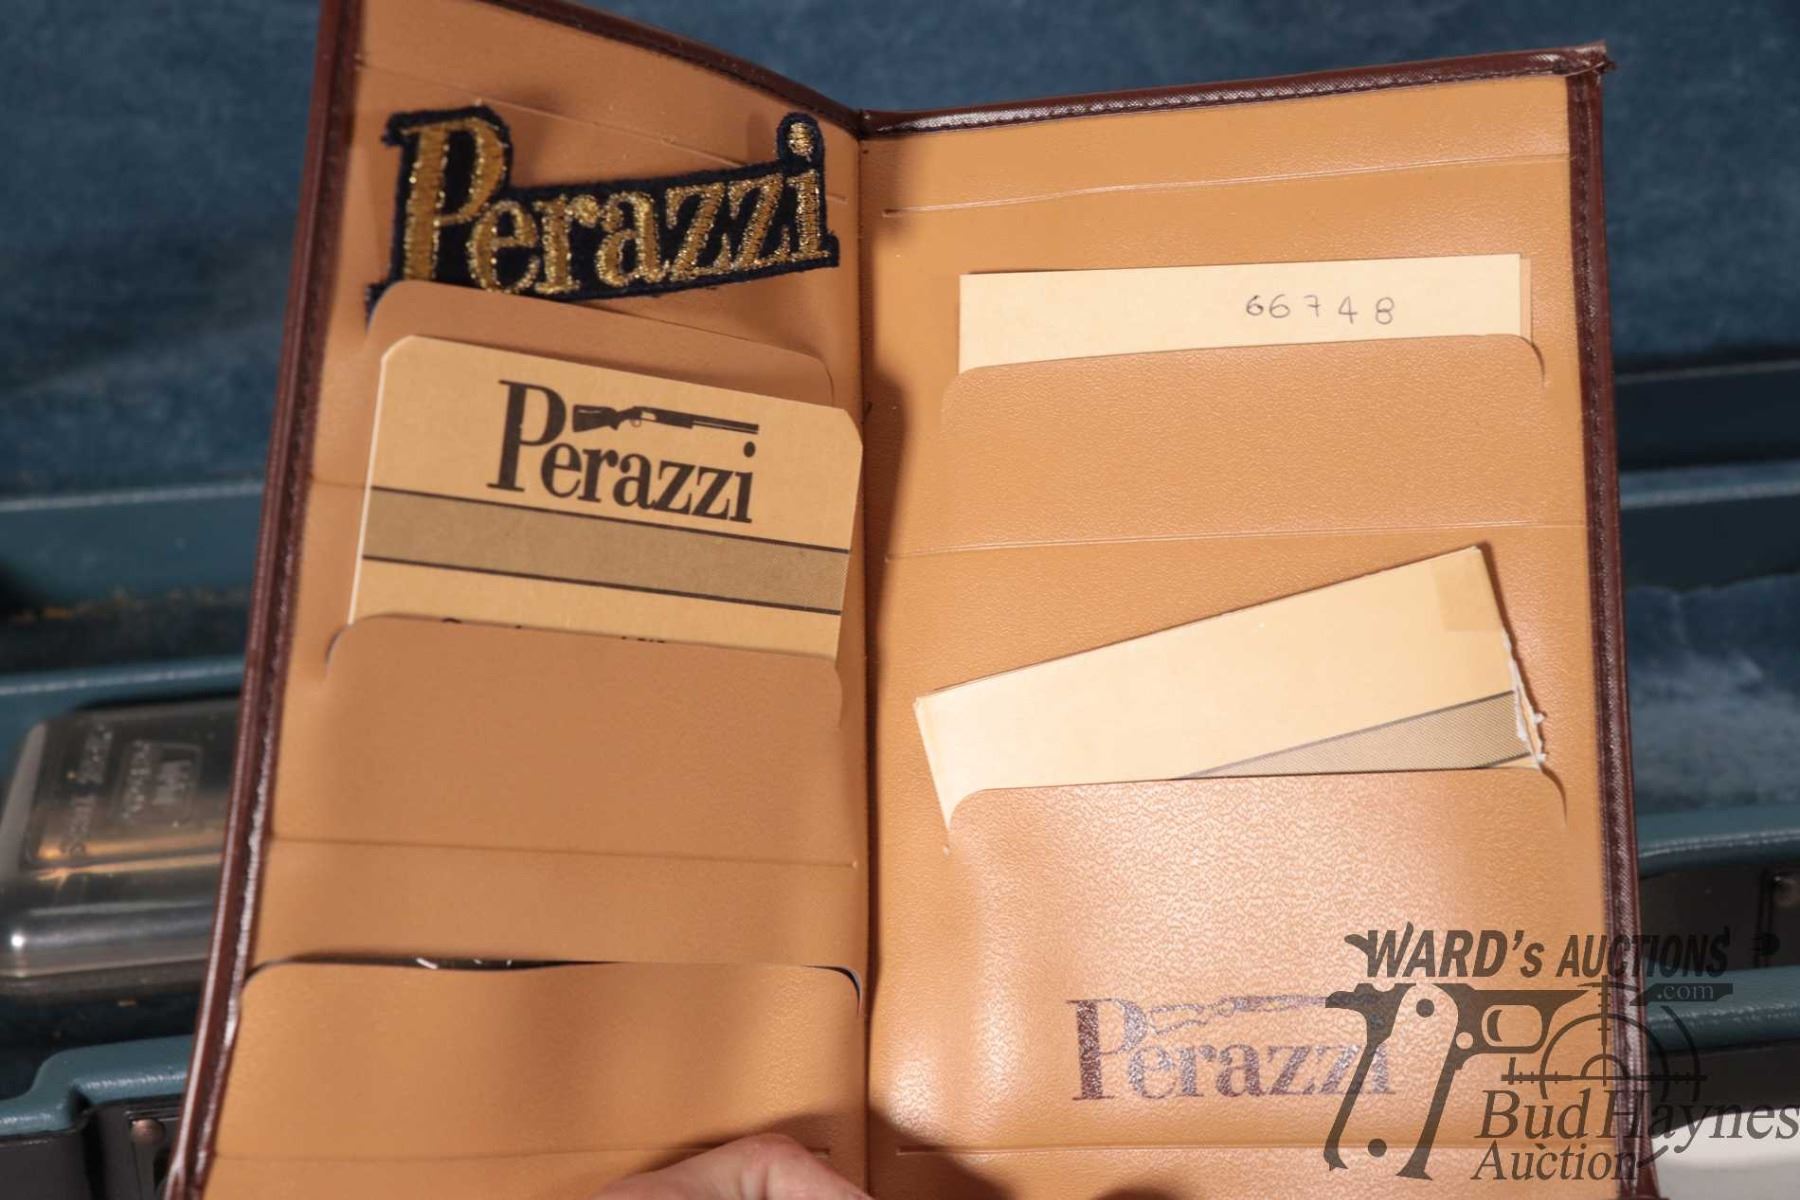 Perazzi
Perazzi
66748
Perazzi
WARD's AUCTIONS
.com
Bud Haynes
Auction